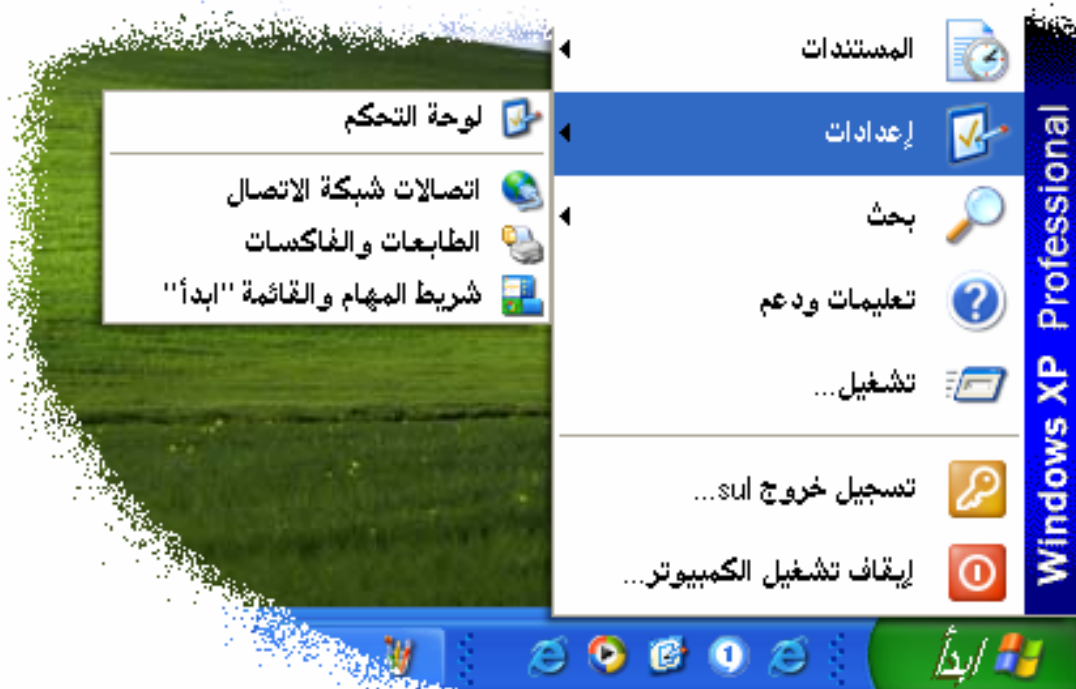 المستندات
إعدادات
بحث
تعليمات ودعم
تشغيل...
تسجيل خروج sul...
إيقاف تشغيل الكمبيوتر...
لوحة التحكم
اتصالات شبكة الاتصال
الطابعات والفاكسات
شريط المهام والقائمة "ابدأ"
Windows XP Professional
ابدأ
1